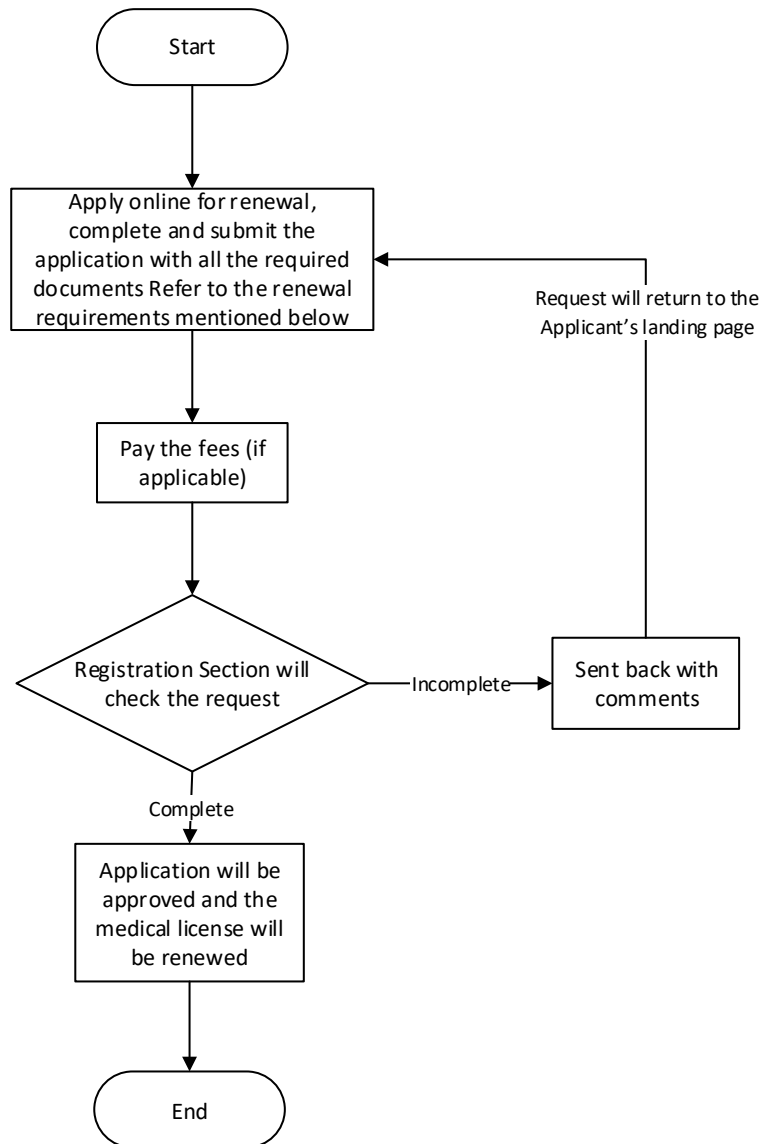 Start
Apply online for renewal,
complete and submit the
application with all the required
documents Refer to the renewal
requirements mentioned below
Request will return to the
Applicant’s landing page
Pay the fees (if
applicable)
Registration Section will
check the request
Incomplete
Sent back with
comments
Complete
Application will be
approved and the
medical license will
be renewed
End